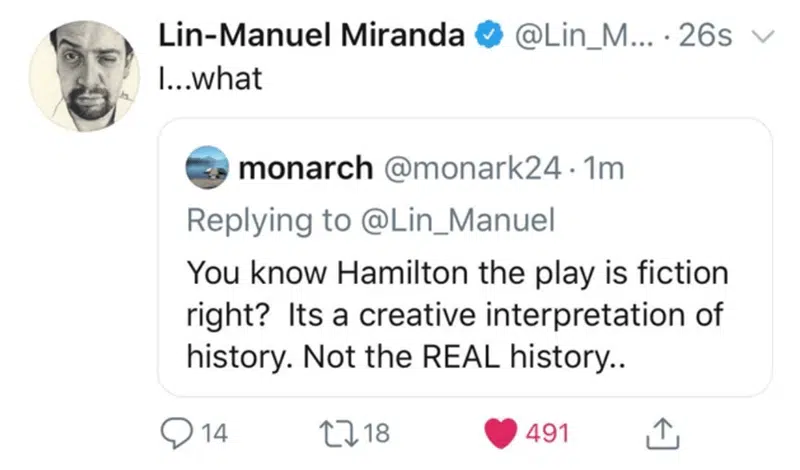 Lin-Manuel Miranda @Lin_M... · 26s
I...what
monarch @monark24 · 1m
Replying to @Lin_Manuel
You know Hamilton the play is fiction
right?  Its a creative interpretation of
history. Not the REAL history..
14 18 491